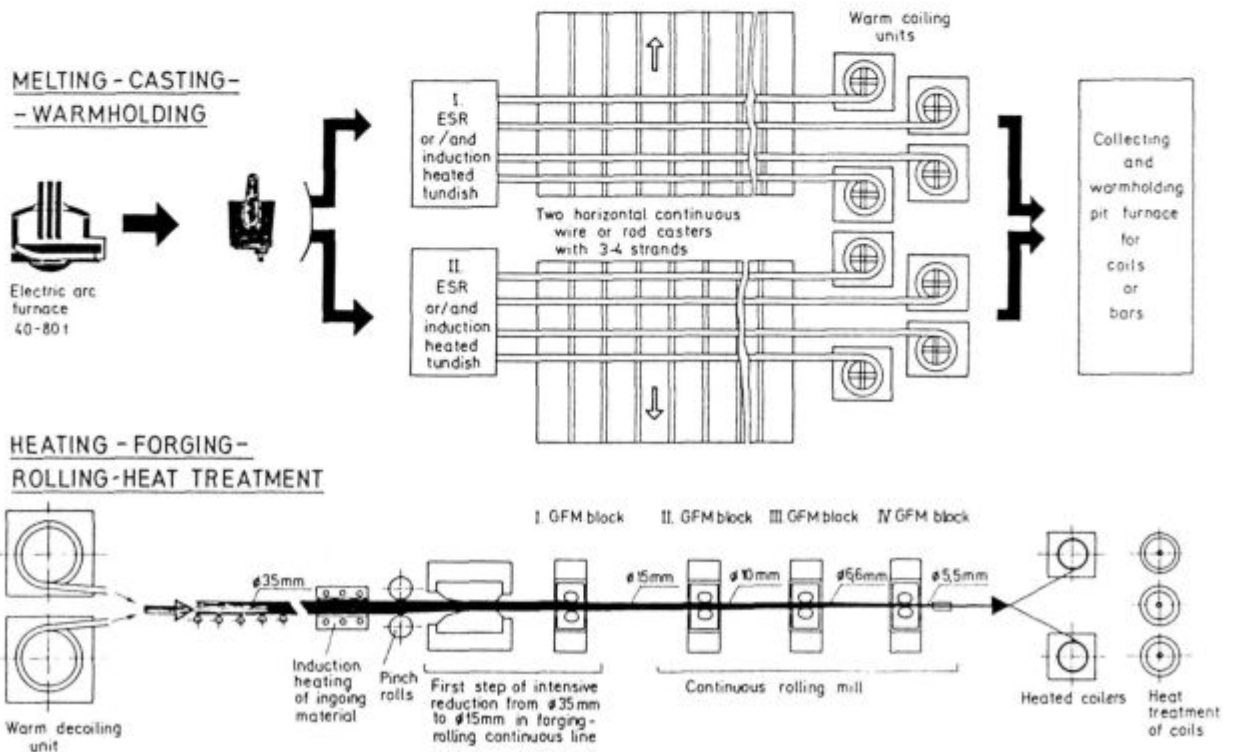 MELTING - CASTING -
- WARMHOLDING
Electric arc
furnace
40-80 t
I.
ESR
or/and
induction
heated
tundish
Two horizontal continuous
wire or rod casters
with 3-4 strands
II.
ESR
or/and
induction
heated
tundish
Warm coiling
units
Collecting
and
warmholding
pit furnace
for
coils
or
bars
HEATING - FORGING-
ROLLING-HEAT TREATMENT
Warm decoiling
unit
ø35mm
Induction
heating
of ingoing
material
Pinch
rolls
First step of intensive
reduction from ø35mm
to ø15mm in forging-
rolling continuous line
I. GFM block
II. GFM block
III. GFM block
IV GFM block
ø15mm
ø10mm
ø6,6mm
ø5,5mm
Continuous rolling mill
Heated coilers
Heat
treatment
of coils